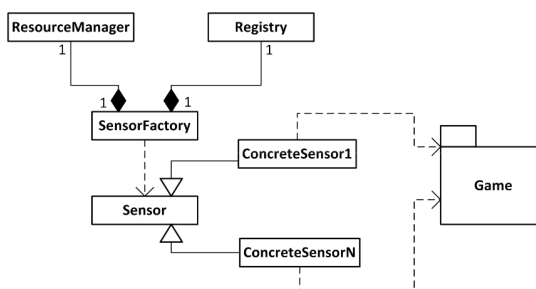 ResourceManager
Registry
1
1
1
1
SensorFactory
ConcreteSensor1
Game
Sensor
ConcreteSensorN